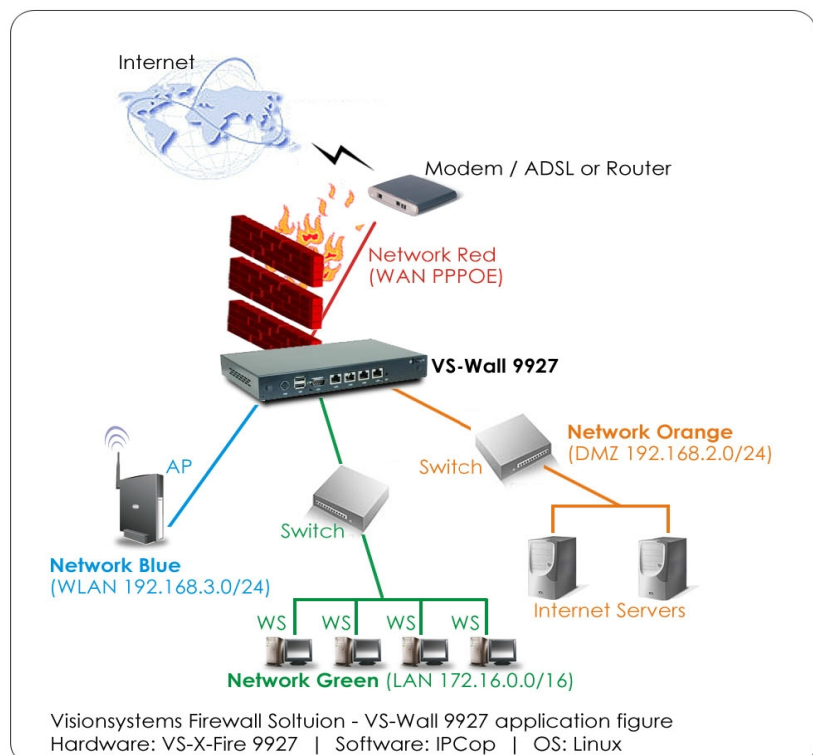 Internet
Modem / ADSL or Router
Network Red
(WAN PPPOE)
VS-Wall 9927
AP
Switch
Network Orange
(DMZ 192.168.2.0/24)
Switch
Network Blue
(WLAN 192.168.3.0/24)
Internet Servers
WS WS WS WS
Network Green (LAN 172.16.0.0/16)
Visionsystems Firewall Soltuion - VS-Wall 9927 application figure
Hardware: VS-X-Fire 9927 | Software: IPCop | OS: Linux